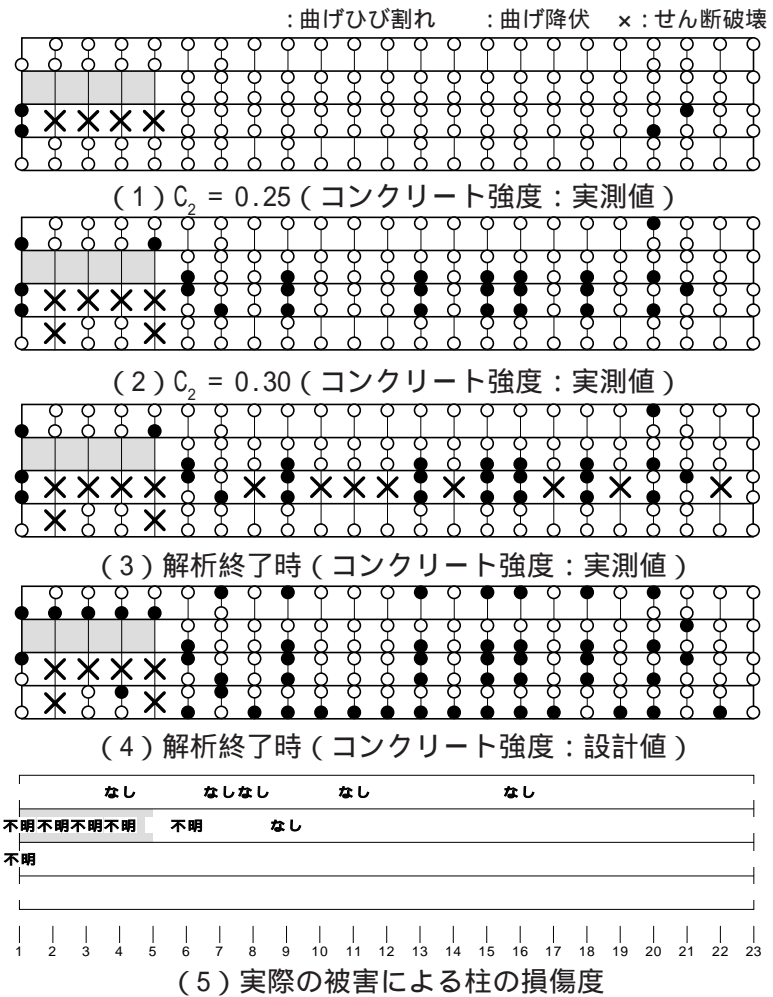 ：曲げひび割れ　：曲げ降伏　×：せん断破壊
（1）C₂ = 0.25（コンクリート強度：実測値）
（2）C₂ = 0.30（コンクリート強度：実測値）
（3）解析終了時（コンクリート強度：実測値）
（4）解析終了時（コンクリート強度：設計値）
なし　なし なし　なし　なし
不明 不明 不明 不明　不明　なし
不明
1 2 3 4 5 6 7 8 9 10 11 12 13 14 15 16 17 18 19 20 21 22 23
（5）実際の被害による柱の損傷度